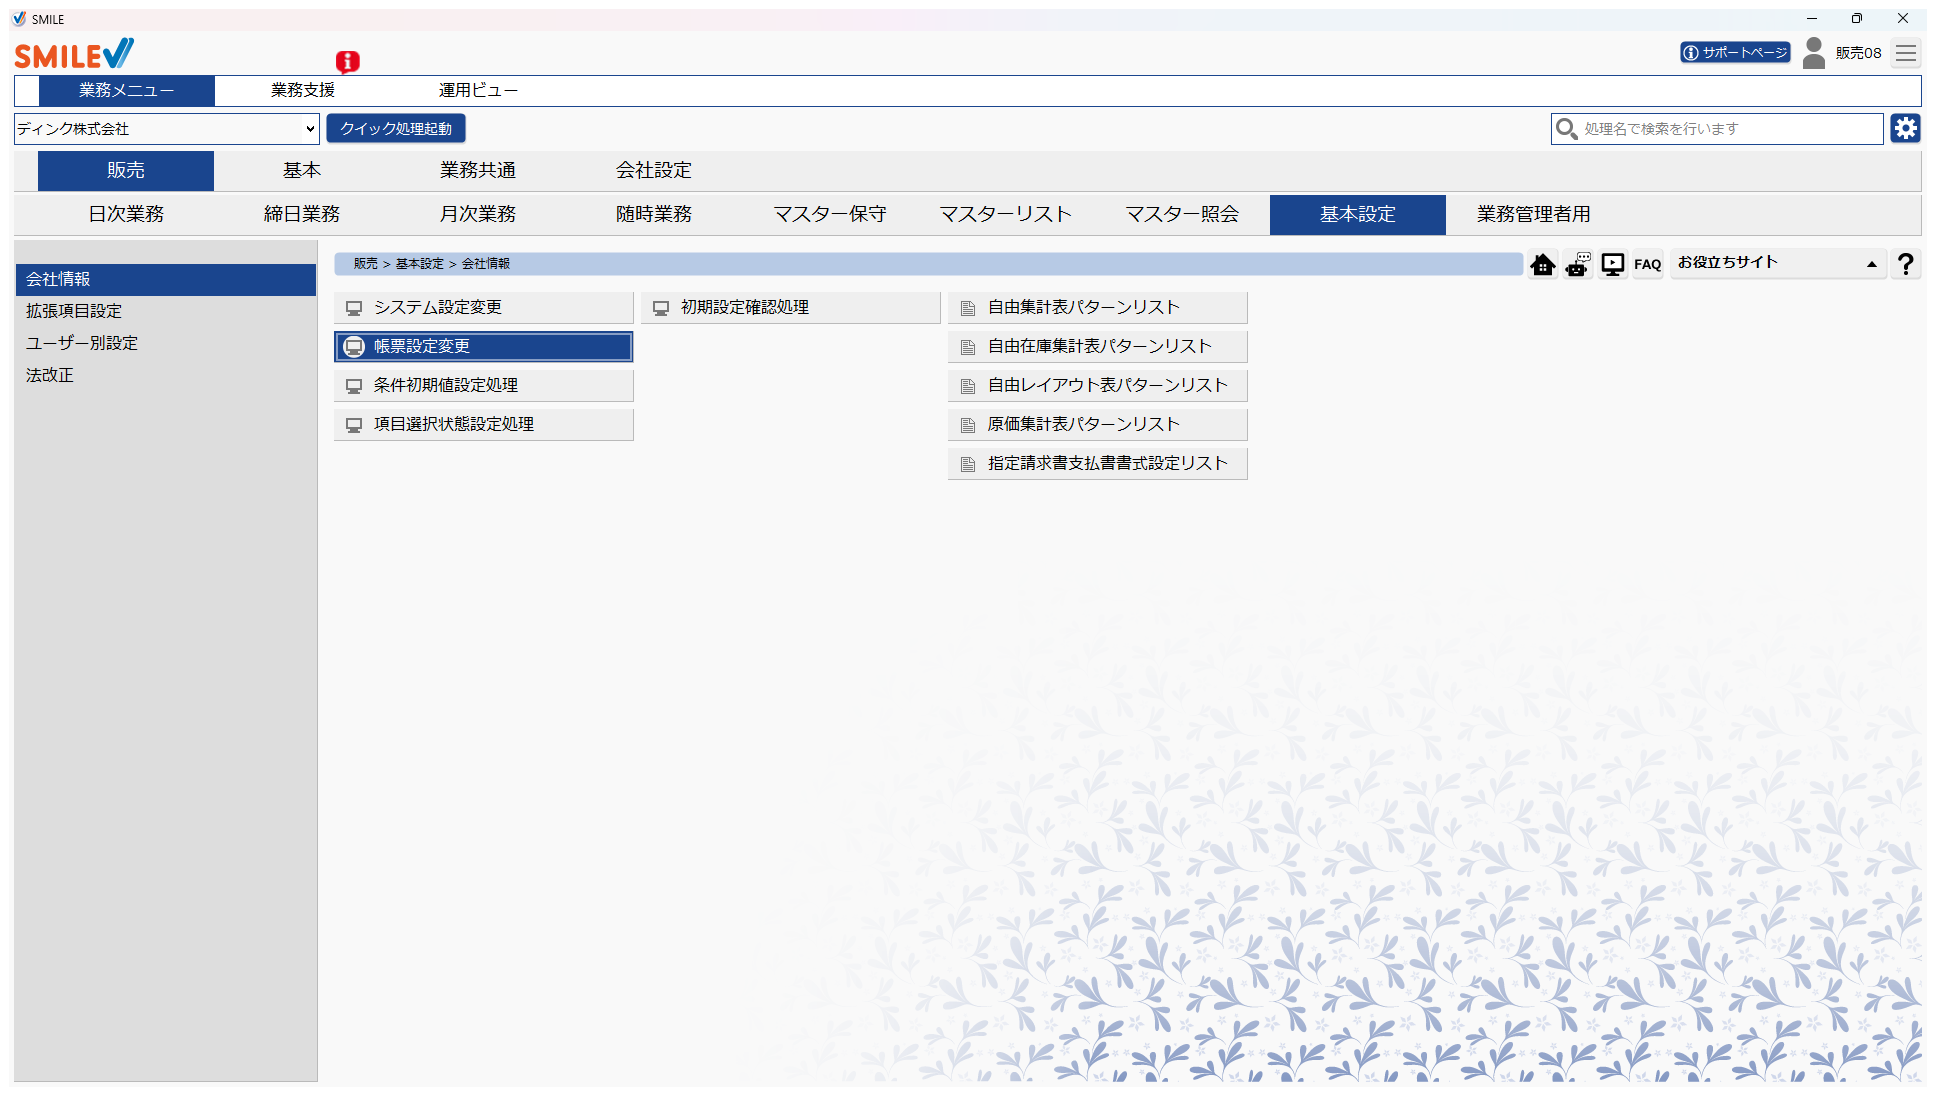 SMILE
SMILE V
サポートページ
販売08
業務メニュー 業務支援 運用ビュー
ディンク株式会社 クイック処理起動 処理名で検索を行います
販売 基本 業務共通 会社設定
日次業務 締日業務 月次業務 随時業務 マスター保守 マスターリスト マスター照会 基本設定 業務管理者用
会社情報
拡張項目設定
ユーザー別設定
法改正
販売 > 基本設定 > 会社情報
FAQ
お役立ちサイト
?
システム設定変更 初期設定確認処理 自由集計表パターンリスト
帳票設定変更 自由在庫集計表パターンリスト
条件初期値設定処理 自由レイアウト表パターンリスト
項目選択状態設定処理 原価集計表パターンリスト
指定請求書支払書書式設定リスト